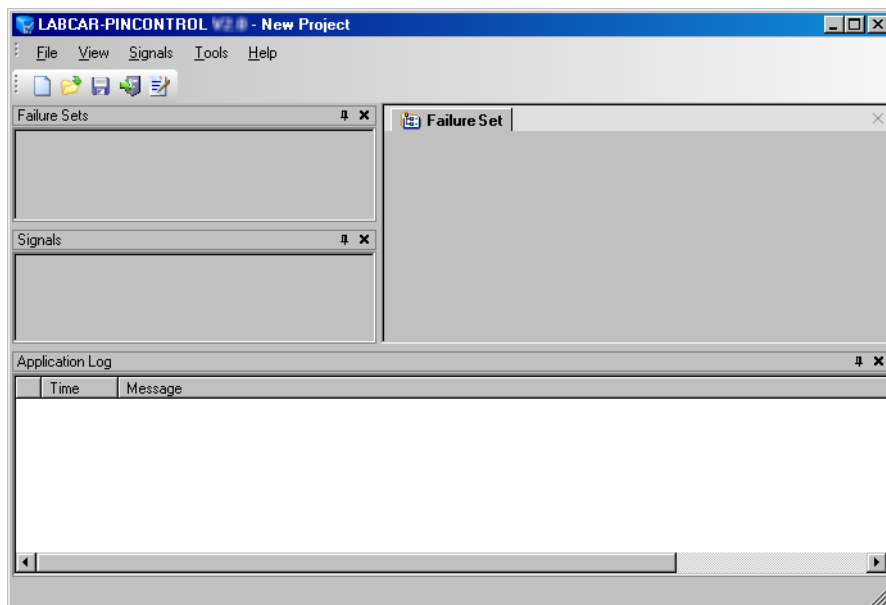 LABCAR-PINCONTROL - New Project
File View Signals Tools Help
Failure Sets
Failure Set
Signals
Application Log
Time Message